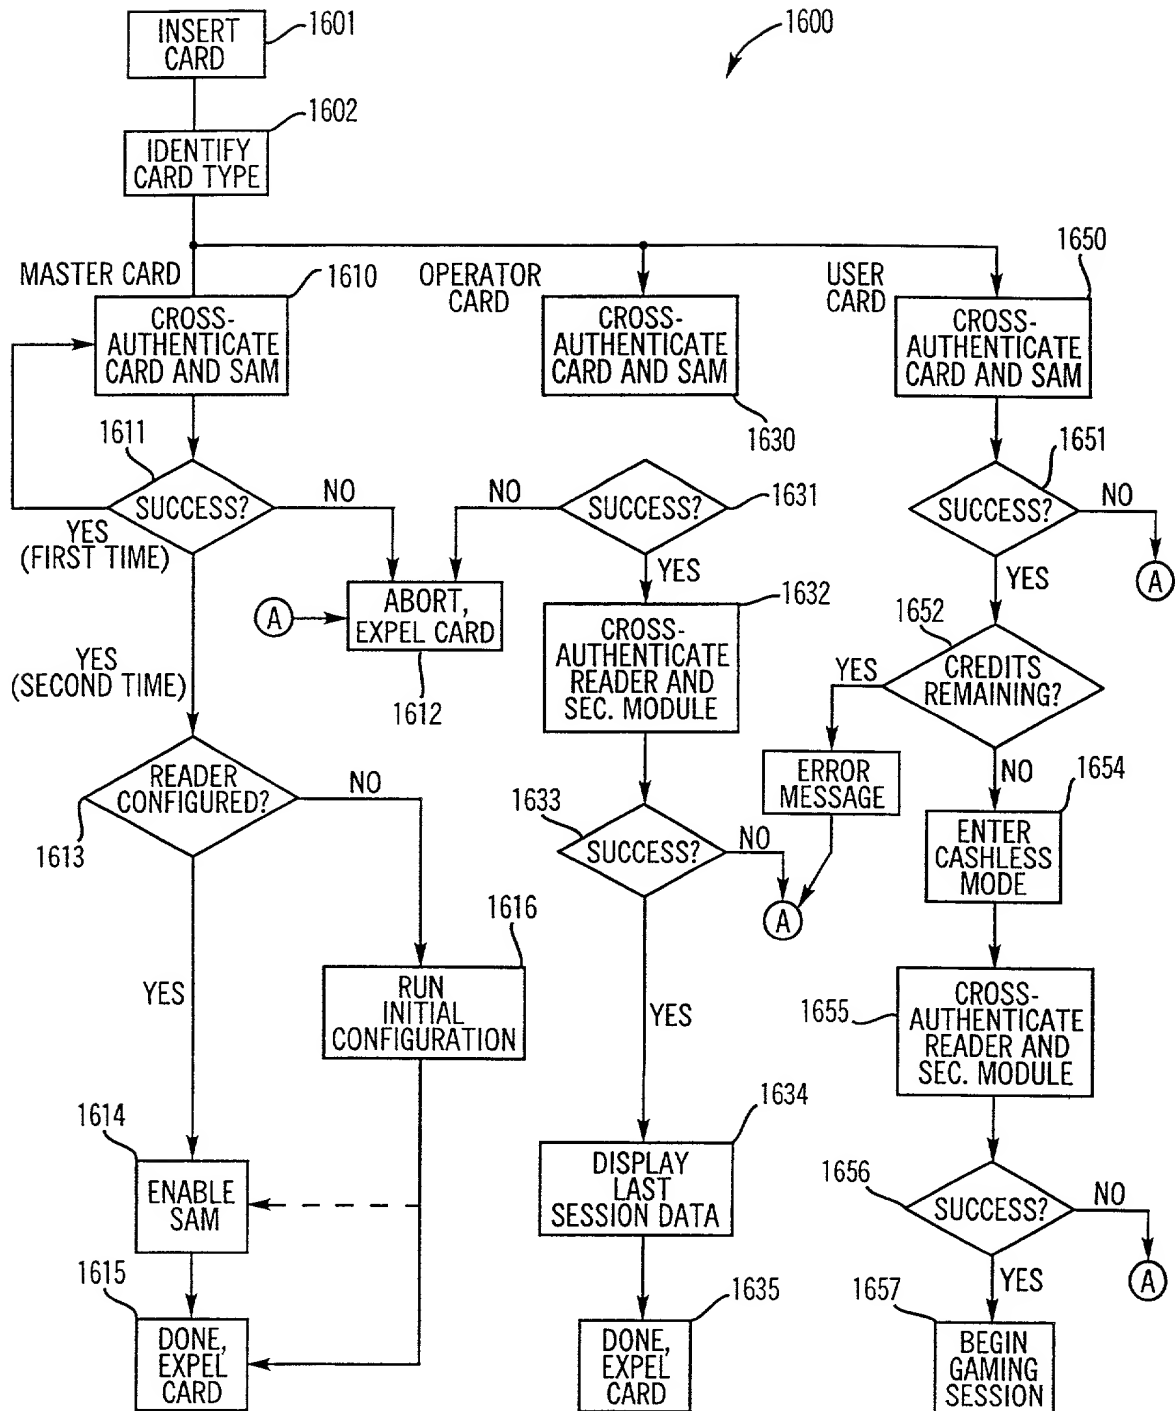 INSERT
CARD
1601
1600
1602
IDENTIFY
CARD TYPE
MASTER CARD
1610
OPERATOR
CARD
USER
CARD
1650
CROSS-
AUTHENTICATE
CARD AND SAM
CROSS-
AUTHENTICATE
CARD AND SAM
1630
CROSS-
AUTHENTICATE
CARD AND SAM
1611
SUCCESS?
NO
YES
(FIRST TIME)
NO
SUCCESS?
1631
YES
1651
SUCCESS?
NO
A
YES
A
ABORT,
EXPEL CARD
1612
1632
CROSS-
AUTHENTICATE
READER AND
SEC. MODULE
1652
CREDITS
REMAINING?
YES
NO
YES
(SECOND TIME)
READER
CONFIGURED?
NO
1613
ERROR
MESSAGE
1654
ENTER
CASHLESS
MODE
1633
SUCCESS?
NO
A
YES
1616
RUN
INITIAL
CONFIGURATION
YES
1655
CROSS-
AUTHENTICATE
READER AND
SEC. MODULE
1614
ENABLE
SAM
1634
DISPLAY
LAST
SESSION DATA
1656
SUCCESS?
NO
A
YES
1615
DONE,
EXPEL
CARD
1635
DONE,
EXPEL
CARD
1657
BEGIN
GAMING
SESSION